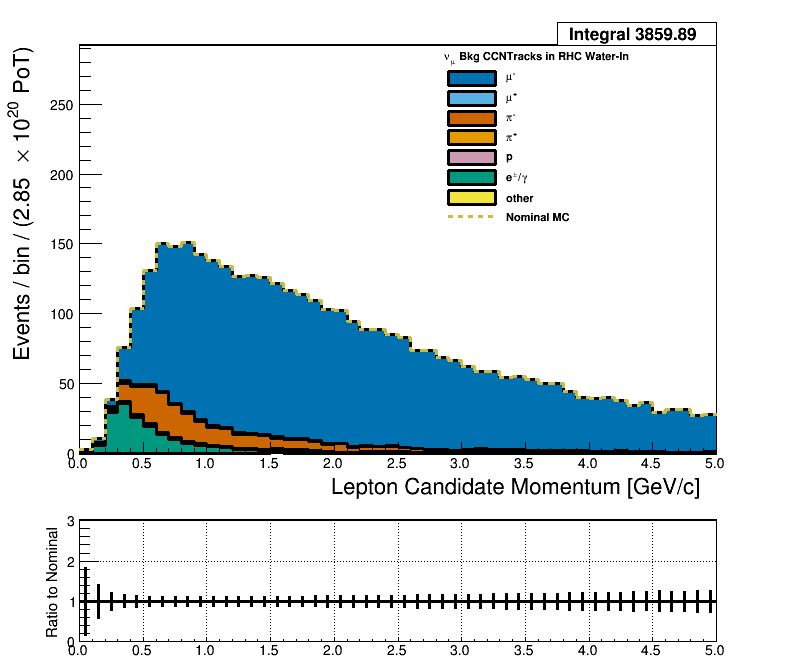 Integral 3859.89
ν_μ Bkg CCNTracks in RHC Water-In
μ⁻
μ⁺
π⁻
π⁺
p
e^±/γ
other
Nominal MC
Events / bin / (2.85 × 10²⁰ PoT)
250
200
150
100
50
0
0.0 0.5 1.0 1.5 2.0 2.5 3.0 3.5 4.0 4.5 5.0
Lepton Candidate Momentum [GeV/c]
Ratio to Nominal
3
2
1
0
0.0 0.5 1.0 1.5 2.0 2.5 3.0 3.5 4.0 4.5 5.0